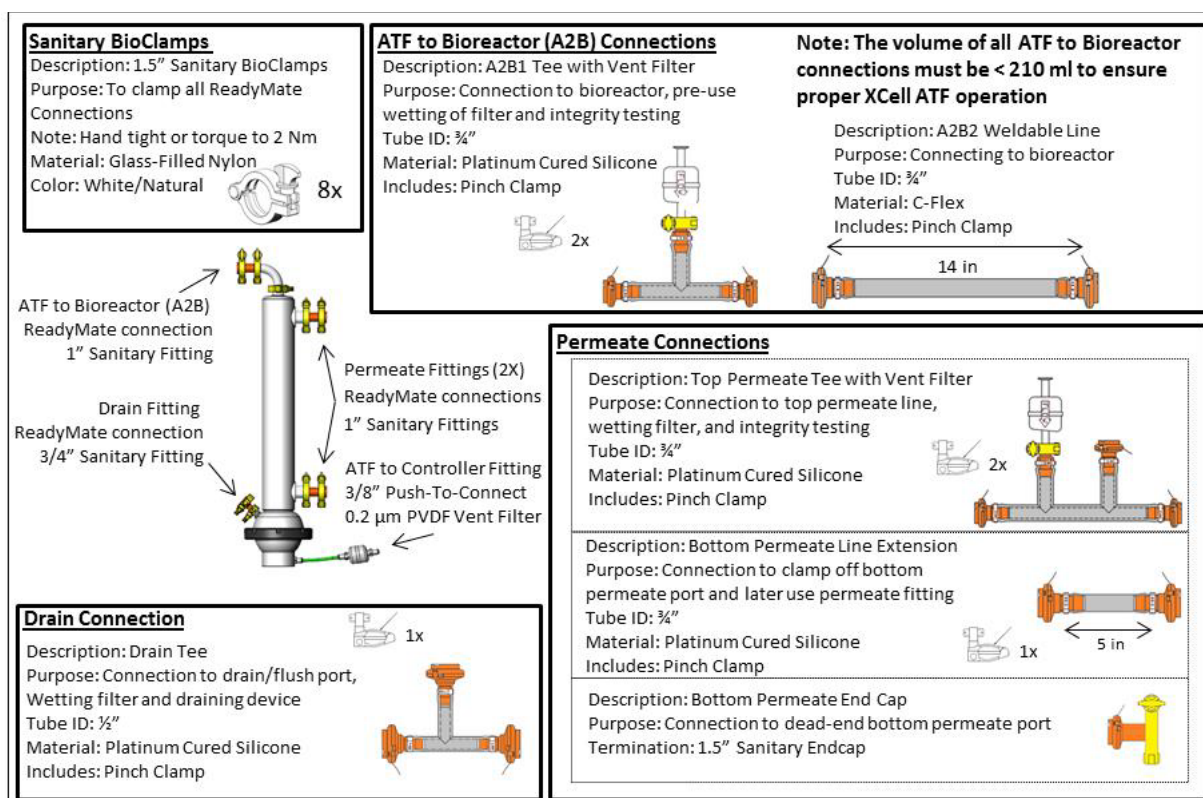 Sanitary BioClamps
Description: 1.5” Sanitary BioClamps
Purpose: To clamp all ReadyMate
Connections
Note: Hand tight or torque to 2 Nm
Material: Glass-Filled Nylon
Color: White/Natural
8x
ATF to Bioreactor (A2B) Connections
Description: A2B1 Tee with Vent Filter
Purpose: Connection to bioreactor, pre-use
wetting of filter and integrity testing
Tube ID: ¾”
Material: Platinum Cured Silicone
Includes: Pinch Clamp
2x
Note: The volume of all ATF to Bioreactor
connections must be < 210 ml to ensure
proper XCell ATF operation
Description: A2B2 Weldable Line
Purpose: Connecting to bioreactor
Tube ID: ¾”
Material: C-Flex
Includes: Pinch Clamp
14 in
ATF to Bioreactor (A2B)
ReadyMate connection
1” Sanitary Fitting
Drain Fitting
ReadyMate connection
3/4” Sanitary Fitting
Permeate Fittings (2X)
ReadyMate connections
1” Sanitary Fittings
ATF to Controller Fitting
3/8” Push-To-Connect
0.2 µm PVDF Vent Filter
Drain Connection
1x
Description: Drain Tee
Purpose: Connection to drain/flush port,
Wetting filter and draining device
Tube ID: ½”
Material: Platinum Cured Silicone
Includes: Pinch Clamp
Permeate Connections
Description: Top Permeate Tee with Vent Filter
Purpose: Connection to top permeate line,
wetting filter, and integrity testing
Tube ID: ¾”
Material: Platinum Cured Silicone
Includes: Pinch Clamp
2x
Description: Bottom Permeate Line Extension
Purpose: Connection to clamp off bottom
permeate port and later use permeate fitting
Tube ID: ¾”
Material: Platinum Cured Silicone
Includes: Pinch Clamp
1x
5 in
Description: Bottom Permeate End Cap
Purpose: Connection to dead-end bottom permeate port
Termination: 1.5” Sanitary Endcap